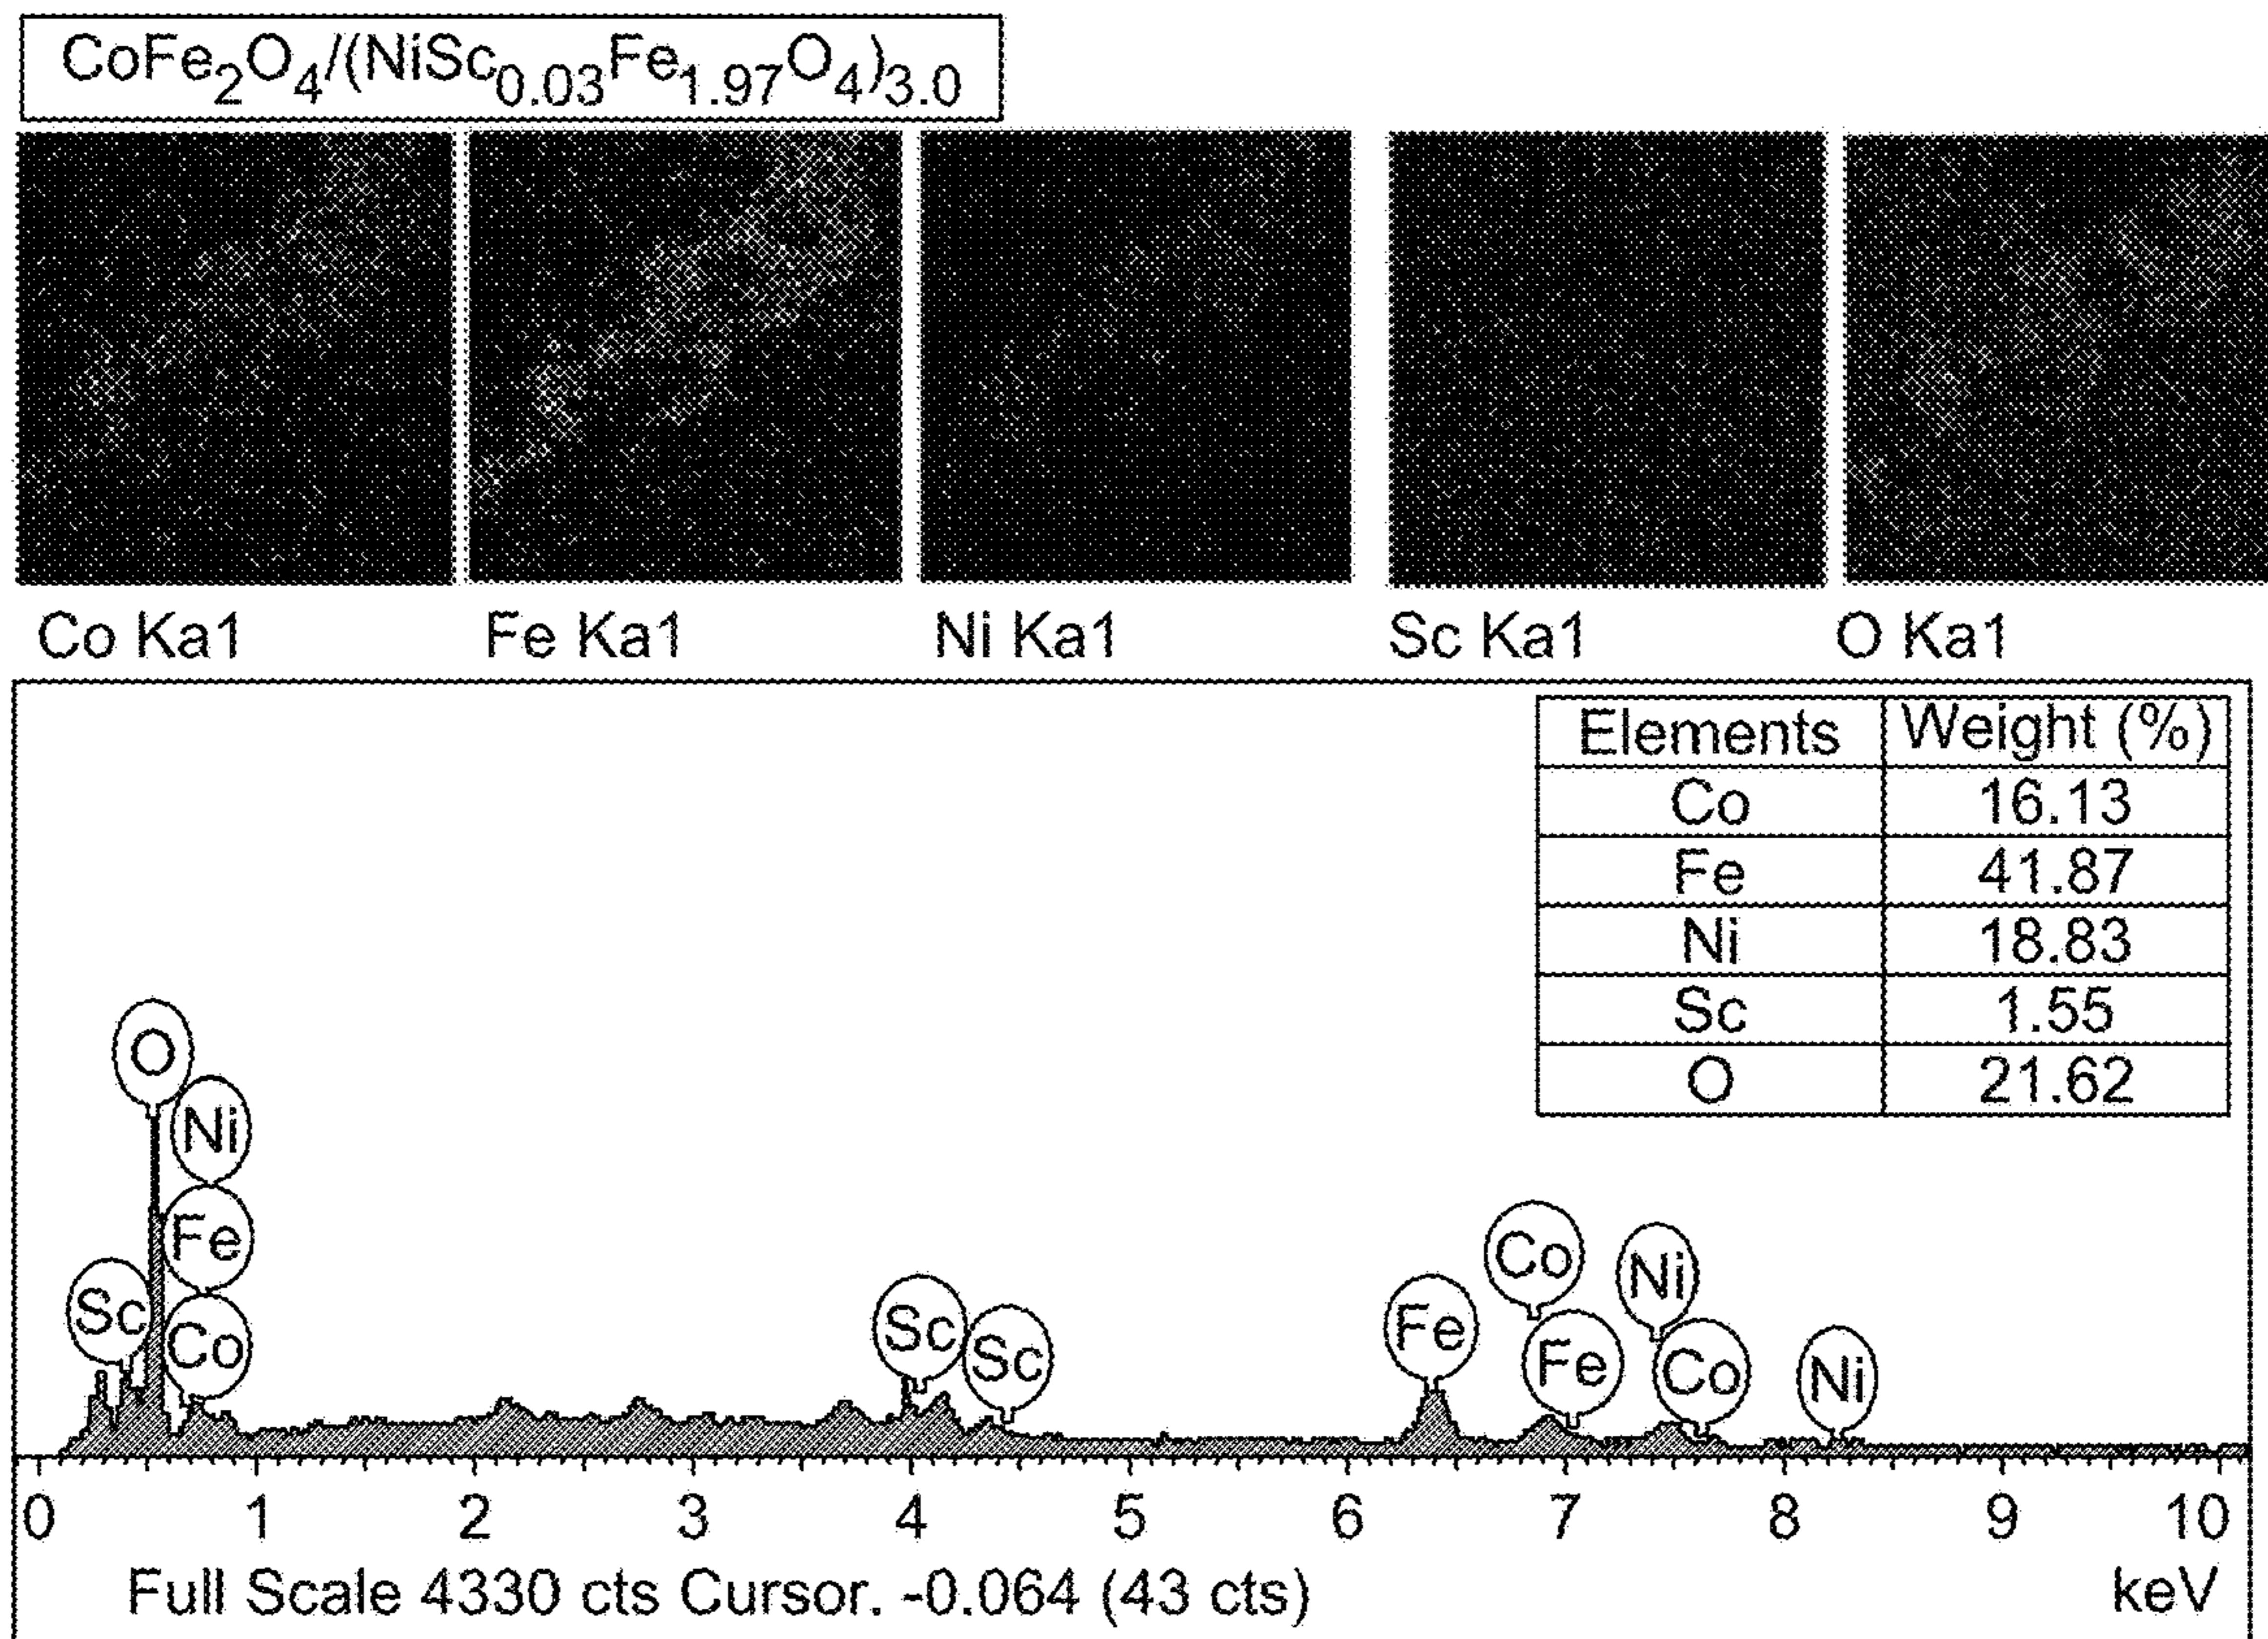 CoFe₂O₄/(NiSc₀.₀₃Fe₁.₉₇O₄)₃.₀
Co Ka1 Fe Ka1 Ni Ka1 Sc Ka1 O Ka1
Elements Weight (%)
Co 16.13
Fe 41.87
Ni 18.83
Sc 1.55
O 21.62
O
Ni
Fe
Sc
Co
Sc
Sc
Fe
Co
Fe
Ni
Co
Ni
0 1 2 3 4 5 6 7 8 9 10
Full Scale 4330 cts Cursor. -0.064 (43 cts) keV